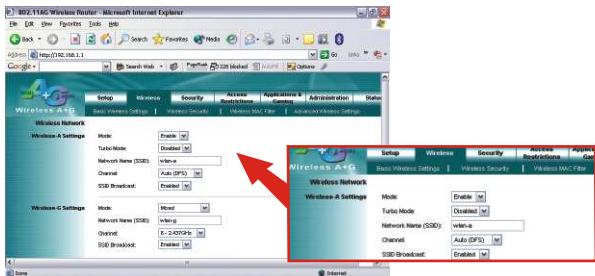 802.11AG Wireless Router - Microsoft Internet Explorer
File Edit View Favorites Tools Help
Back Search Favorites Media
Address http://192.168.1.1 Go Links
Google Search Web PageRank 228 blocked AutoFill Options
Wireless A+G
Setup Wireless Security Access Restrictions Applications & Gaming Administration Status
Basic Wireless Settings | Wireless Security | Wireless MAC Filter | Advanced Wireless Settings
Wireless Network
Wireless-A Settings
Mode: Enable
Turbo Mode: Disabled
Network Name (SSID): wlan-a
Channel: Auto (DFS)
SSID Broadcast: Enabled
Wireless-G Settings
Mode: Mixed
Network Name (SSID): wlan-g
Channel: 6 - 2.437GHz
SSID Broadcast: Enabled
Done Internet
Wireless A+G
Setup Wireless Security Access Restrictions
Basic Wireless Settings | Wireless Security | Wireless MAC Filter
Wireless Network
Wireless-A Settings
Mode: Enable
Turbo Mode: Disabled
Network Name (SSID): wlan-a
Channel: Auto (DFS)
SSID Broadcast: Enabled